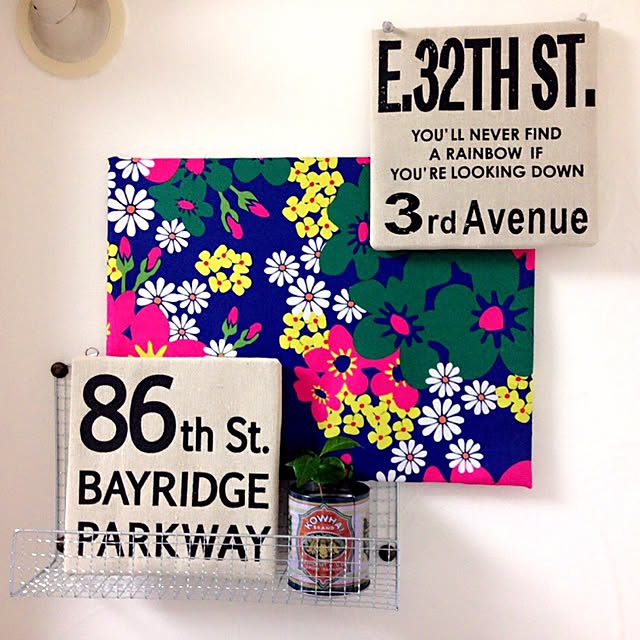 E.32TH ST.
YOU'LL NEVER FIND
A RAINBOW IF
YOU'RE LOOKING DOWN
3rd Avenue
86th St.
BAYRIDGE
PARKWAY
KOWHAI
BRAND